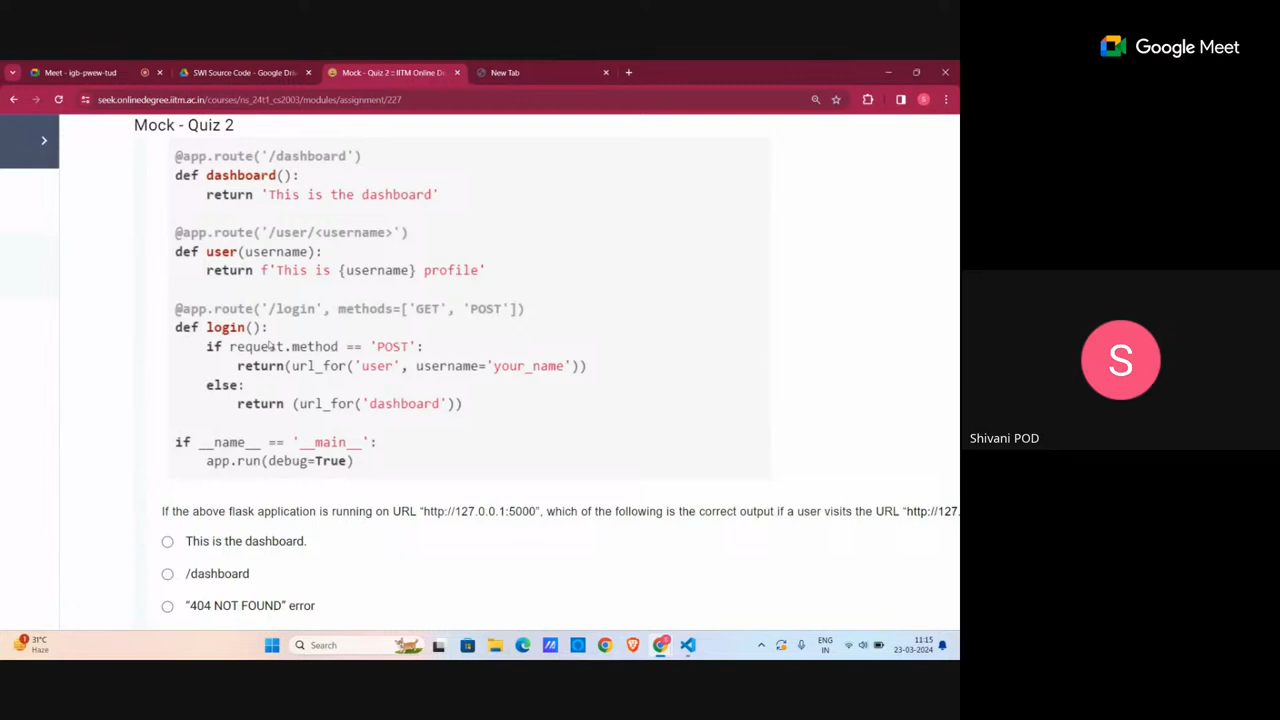 Google Meet
Meet - igb-pwew-tud
SWI Source Code - Google Dri
Mock - Quiz 2 :: IITM Online De
New Tab
seek.onlinedegree.iitm.ac.in/courses/ns_24t1_cs2003/modules/assignment/227
S
Mock - Quiz 2
@app.route('/dashboard')
def dashboard():
return 'This is the dashboard'
@app.route('/user/<username>')
def user(username):
return f'This is {username} profile'
@app.route('/login', methods=['GET', 'POST'])
def login():
if request.method == 'POST':
return(url_for('user', username='your_name'))
else:
return (url_for('dashboard'))
if __name__ == '__main__':
app.run(debug=True)
If the above flask application is running on URL “http://127.0.0.1:5000”, which of the following is the correct output if a user visits the URL “http://127.
This is the dashboard.
/dashboard
“404 NOT FOUND” error
S
Shivani POD
1
31°C
Haze
Search
ENG
IN
11:15
23-03-2024